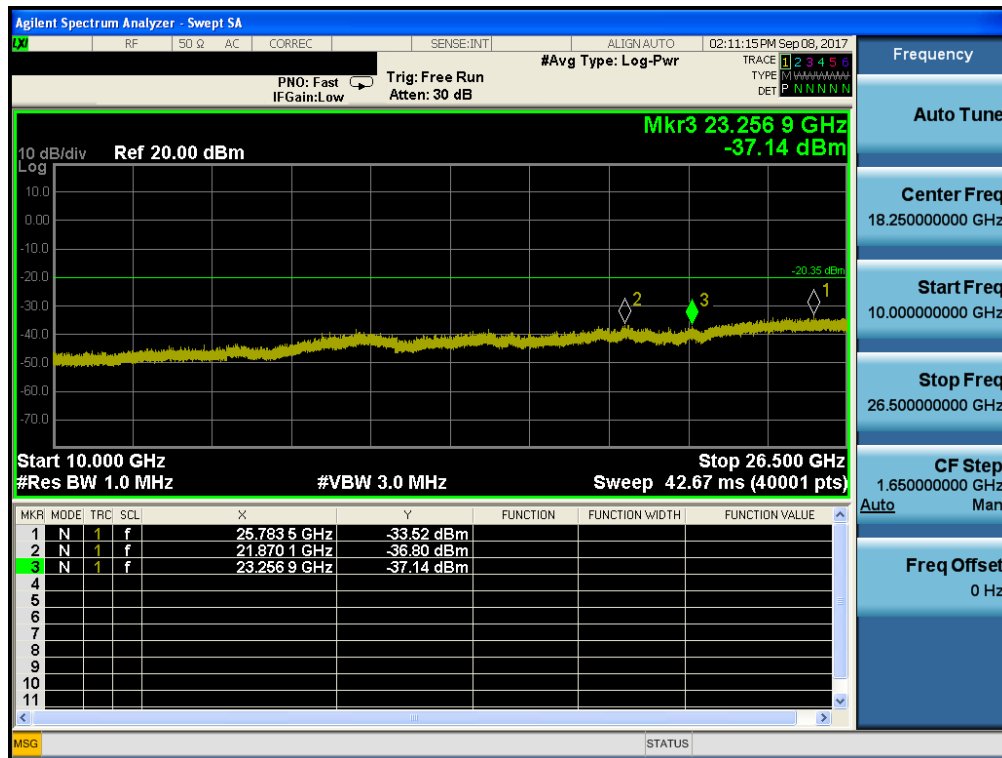 Agilent Spectrum Analyzer - Swept SA
LXI RF 50 Ω AC CORREC SENSE:INT ALIGN AUTO 02:11:15 PM Sep 08, 2017
PNO: Fast
IFGain:Low
Trig: Free Run
Atten: 30 dB
#Avg Type: Log-Pwr
TRACE 1 2 3 4 5 6
TYPE M WWWWW
DET P N N N N N
Mkr3 23.256 9 GHz
-37.14 dBm
10 dB/div Ref 20.00 dBm
Log
10.0
0.00
-10.0
-20.0
-30.0
-40.0
-50.0
-60.0
-70.0
-20.35 dBm
2
3
1
Start 10.000 GHz Stop 26.500 GHz
#Res BW 1.0 MHz #VBW 3.0 MHz Sweep 42.67 ms (40001 pts)
MKR MODE TRC SCL X Y FUNCTION FUNCTION WIDTH FUNCTION VALUE
1 N 1 f 25.783 5 GHz -33.52 dBm
2 N 1 f 21.870 1 GHz -36.80 dBm
3 N 1 f 23.256 9 GHz -37.14 dBm
4
5
6
7
8
9
10
11
MSG STATUS
Frequency
Auto Tune
Center Freq
18.250000000 GHz
Start Freq
10.000000000 GHz
Stop Freq
26.500000000 GHz
CF Step
1.650000000 GHz
Auto Man
Freq Offset
0 Hz